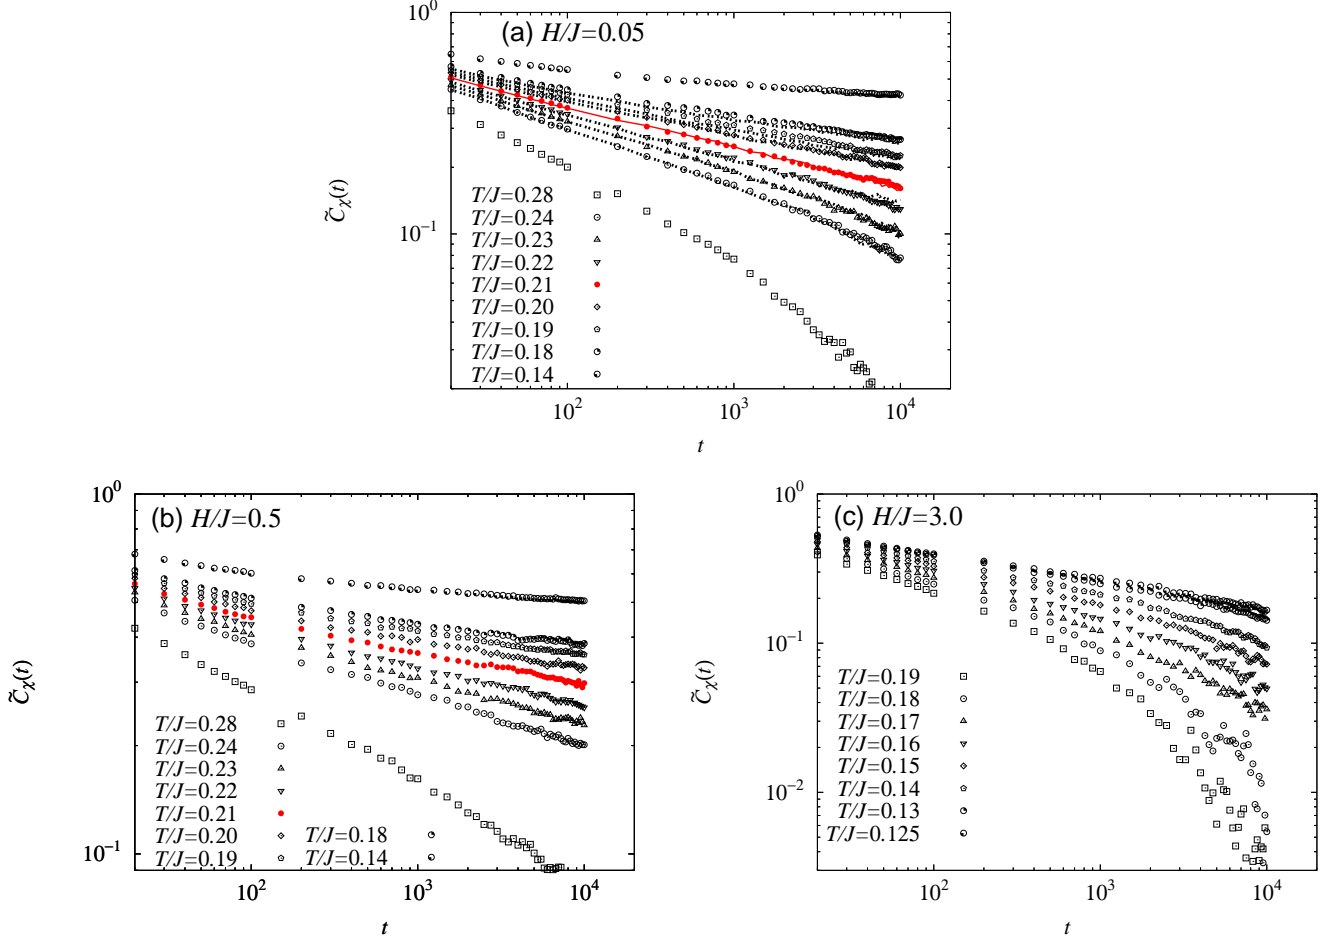 (a) H/J=0.05
10^0
10^{-1}
C̃_χ(t)
T/J=0.28
T/J=0.24
T/J=0.23
T/J=0.22
T/J=0.21
T/J=0.20
T/J=0.19
T/J=0.18
T/J=0.14
10^2 10^3 10^4
t
(b) H/J=0.5
10^0
10^{-1}
C̃_χ(t)
T/J=0.28
T/J=0.24
T/J=0.23
T/J=0.22
T/J=0.21
T/J=0.20 T/J=0.18
T/J=0.19 T/J=0.14
10^2 10^3 10^4
t
(c) H/J=3.0
10^0
10^{-1}
10^{-2}
C̃_χ(t)
T/J=0.19
T/J=0.18
T/J=0.17
T/J=0.16
T/J=0.15
T/J=0.14
T/J=0.13
T/J=0.125
10^2 10^3 10^4
t